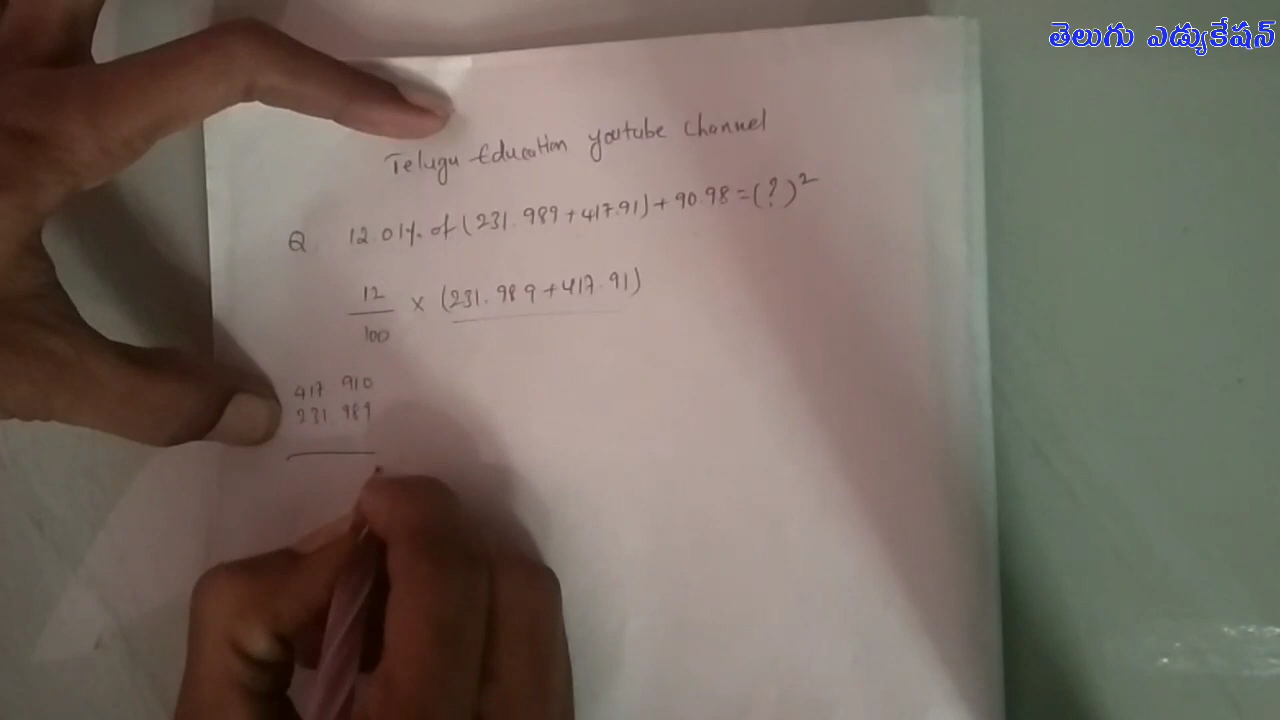 తెలుగు ఎడ్యుకేషన్
Telugu Education youtube channel
Q. 12.01% of (231.989+417.91)+90.98=(?)²
12/100 × (231.989+417.91)
417 910
231 989